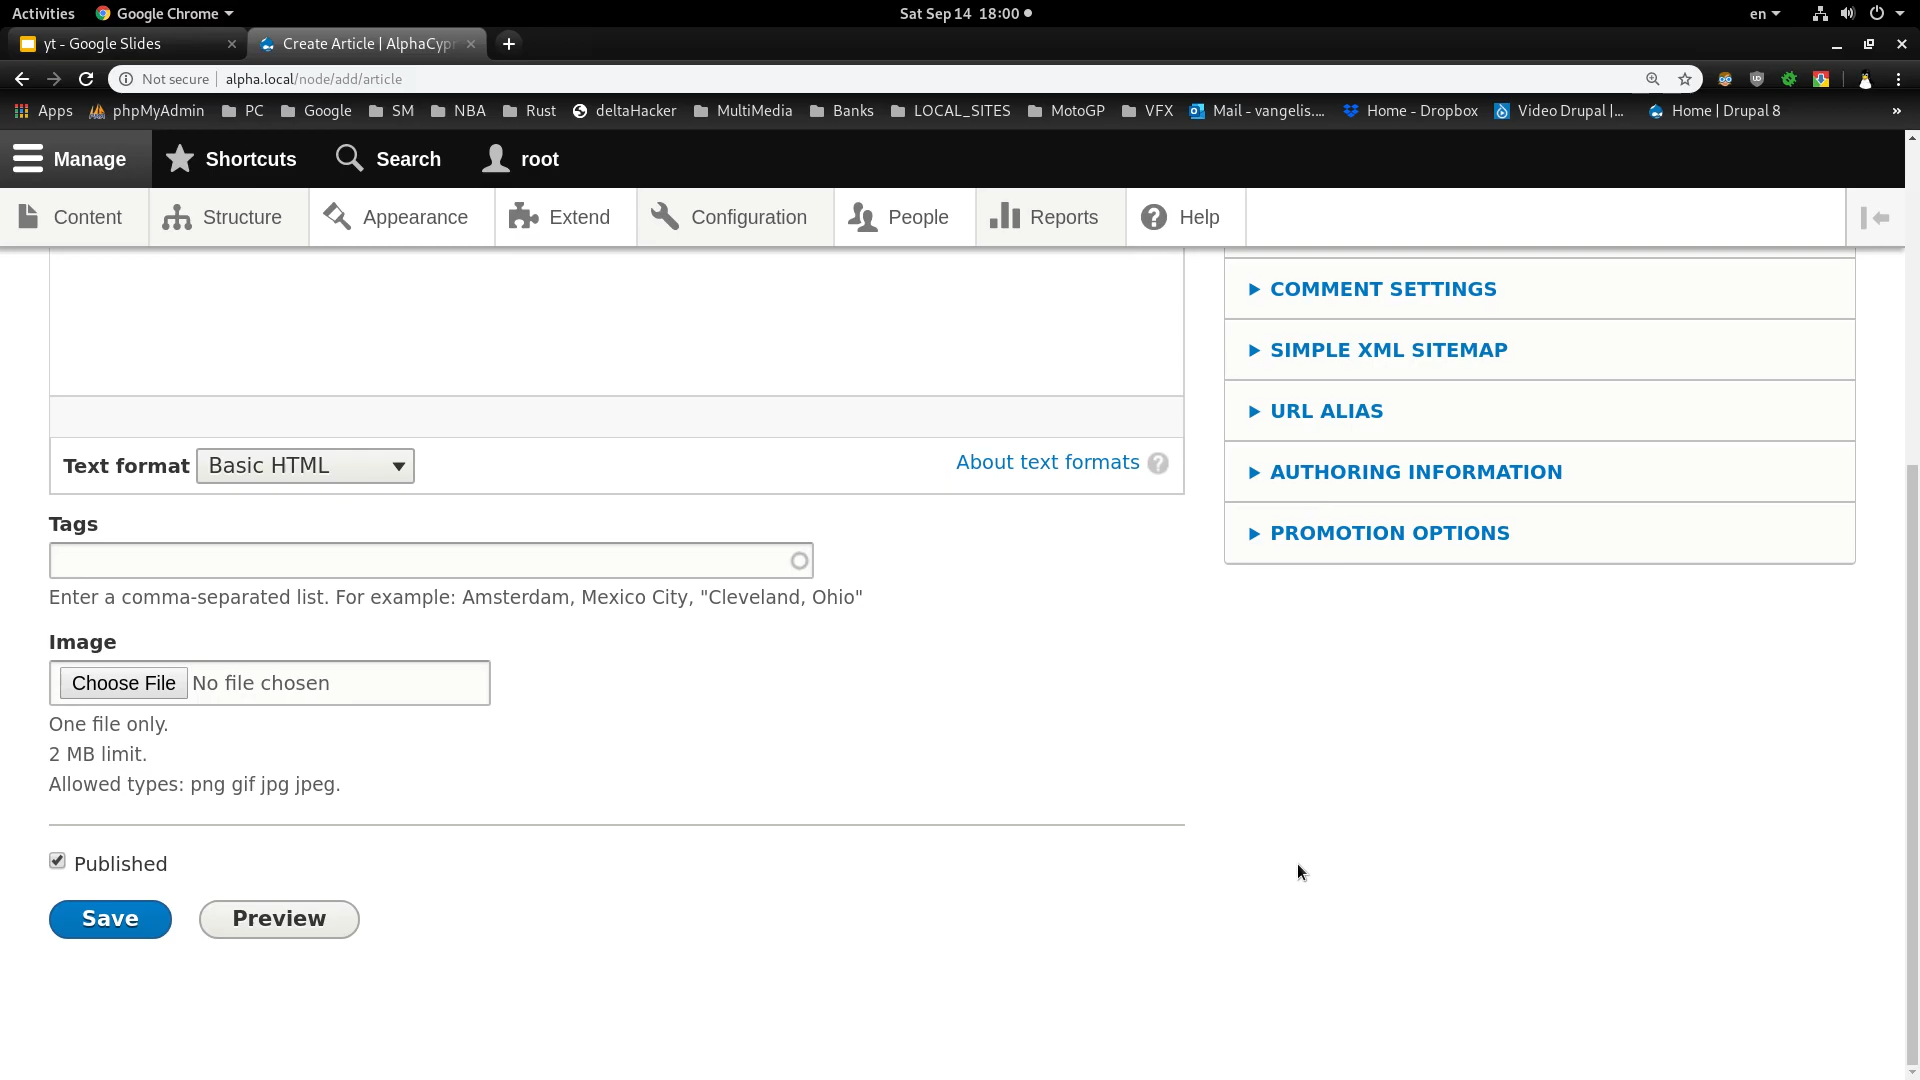 Activities Google Chrome Sat Sep 14 18:00 en
yt - Google Slides Create Article | AlphaCypr
Not secure alpha.local/node/add/article
Apps phpMyAdmin PC Google SM NBA Rust deltaHacker MultiMedia Banks LOCAL_SITES MotoGP VFX Mail - vangelis.... Home - Dropbox Video Drupal |... Home | Drupal 8 »
Manage Shortcuts Search root
Content Structure Appearance Extend Configuration People Reports Help
COMMENT SETTINGS
SIMPLE XML SITEMAP
URL ALIAS
AUTHORING INFORMATION
PROMOTION OPTIONS
Text format Basic HTML About text formats ?
Tags
Enter a comma-separated list. For example: Amsterdam, Mexico City, "Cleveland, Ohio"
Image
Choose File No file chosen
One file only.
2 MB limit.
Allowed types: png gif jpg jpeg.
Published
Save Preview